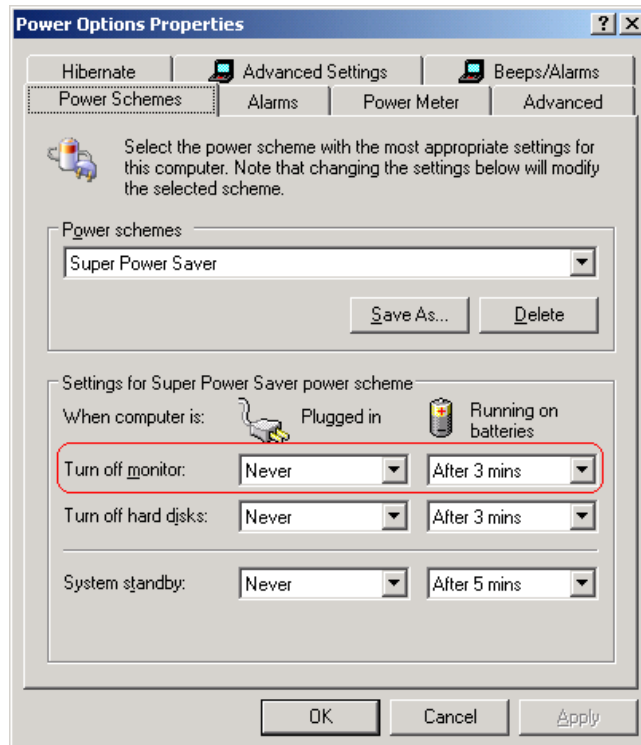 Power Options Properties
Hibernate
Advanced Settings
Beeps/Alarms
Power Schemes
Alarms
Power Meter
Advanced
Select the power scheme with the most appropriate settings for
this computer. Note that changing the settings below will modify
the selected scheme.
Power schemes
Super Power Saver
Save As...
Delete
Settings for Super Power Saver power scheme
When computer is:
Plugged in
Running on
batteries
Turn off monitor:
Never
After 3 mins
Turn off hard disks:
Never
After 3 mins
System standby:
Never
After 5 mins
OK
Cancel
Apply